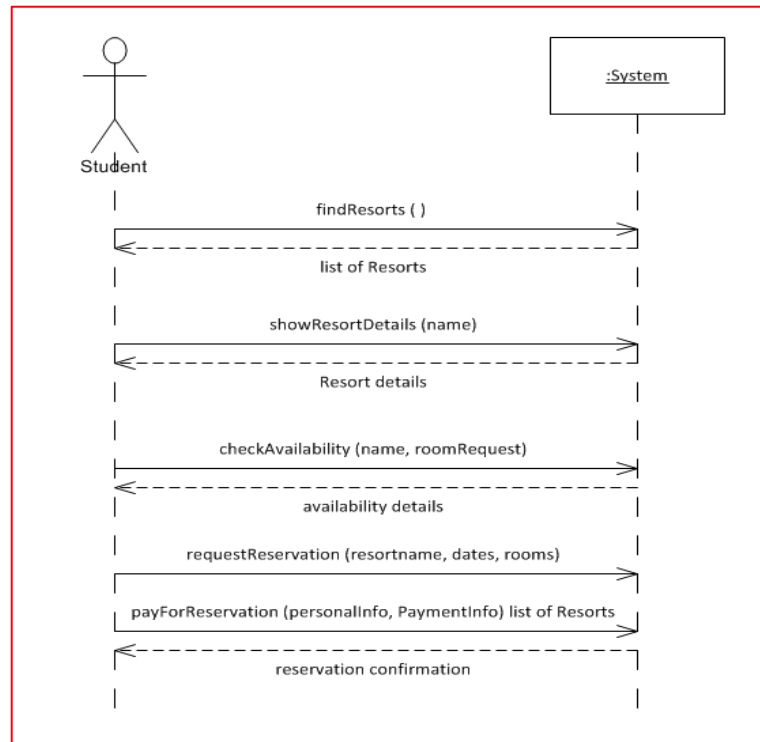 :System
Student
findResorts ( )
list of Resorts
showResortDetails (name)
Resort details
checkAvailability (name, roomRequest)
availability details
requestReservation (resortname, dates, rooms)
payForReservation (personalInfo, PaymentInfo) list of Resorts
reservation confirmation